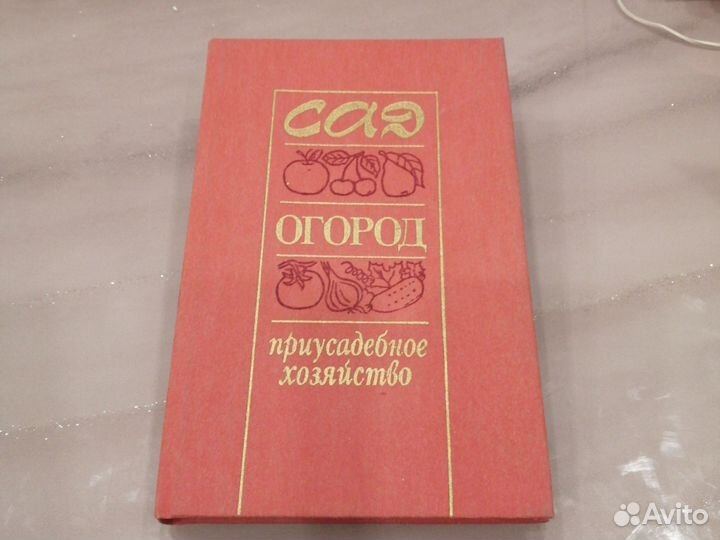 САД
ОГОРОД
приусадебное
хозяйство
Avito